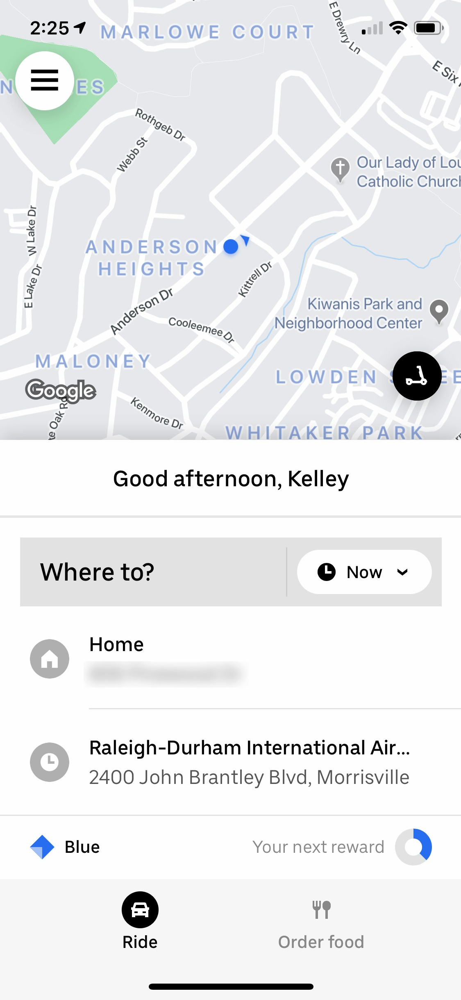 2:25
MARLOWE COURT
E Drewry Ln
E Six
N
ES
Rothgeb Dr
Webb St
Our Lady of Lou
Catholic Church
W Lake Dr
ANDERSON
HEIGHTS
E Lake Dr
Kittrell Dr
Anderson Dr
Kiwanis Park and
Neighborhood Center
Cooleemee Dr
MALONEY
LOWDEN S
EE
Google
te Oak Rd
Kenmore Dr
WHITAKER PARK
Good afternoon, Kelley
Where to?
Now
Home
Raleigh-Durham International Air...
2400 John Brantley Blvd, Morrisville
Blue
Your next reward
Ride
Order food